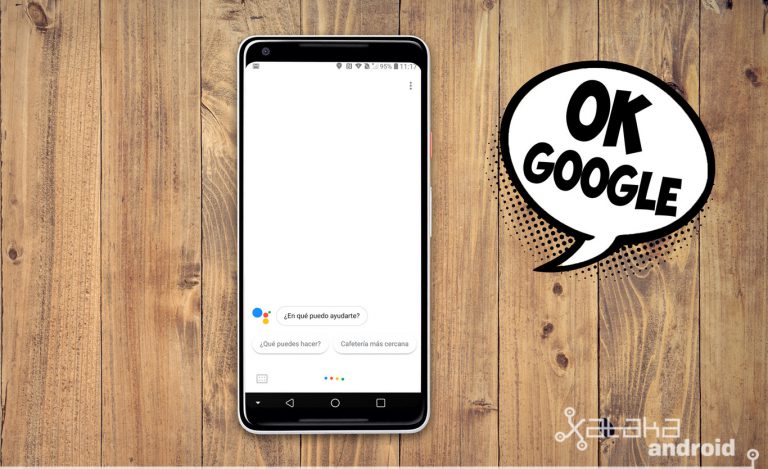 95% 11:17
OK
GOOGLE
¿En qué puedo ayudarte?
¿Qué puedes hacer?
Cafetería más cercana
xataka
android